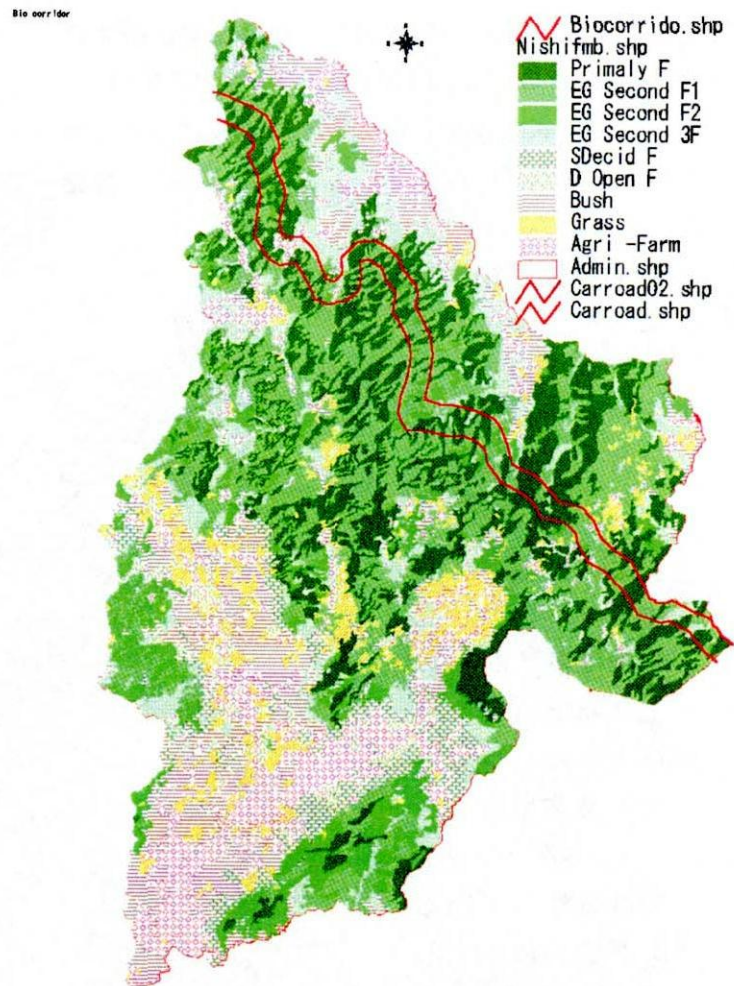 Bio corridor
Biocorrido.shp
Nishifmb.shp
Primaly F
EG Second F1
EG Second F2
EG Second 3F
SDecid F
D Open F
Bush
Grass
Agri -Farm
Admin.shp
Carroad02.shp
Carroad.shp